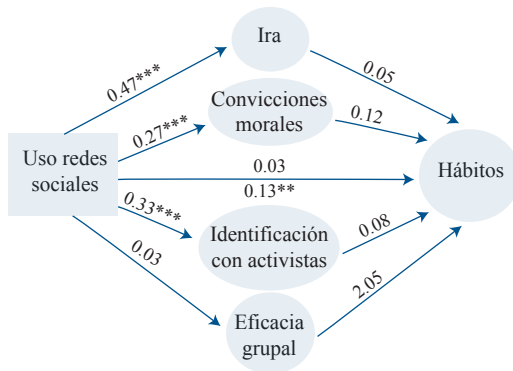 Ira
0.47***
0.05
Convicciones
morales
0.27***
0.12
Uso redes
sociales
0.03
0.13**
Hábitos
0.33***
Identificación
con activistas
0.08
0.03
2.05
Eficacia
grupal